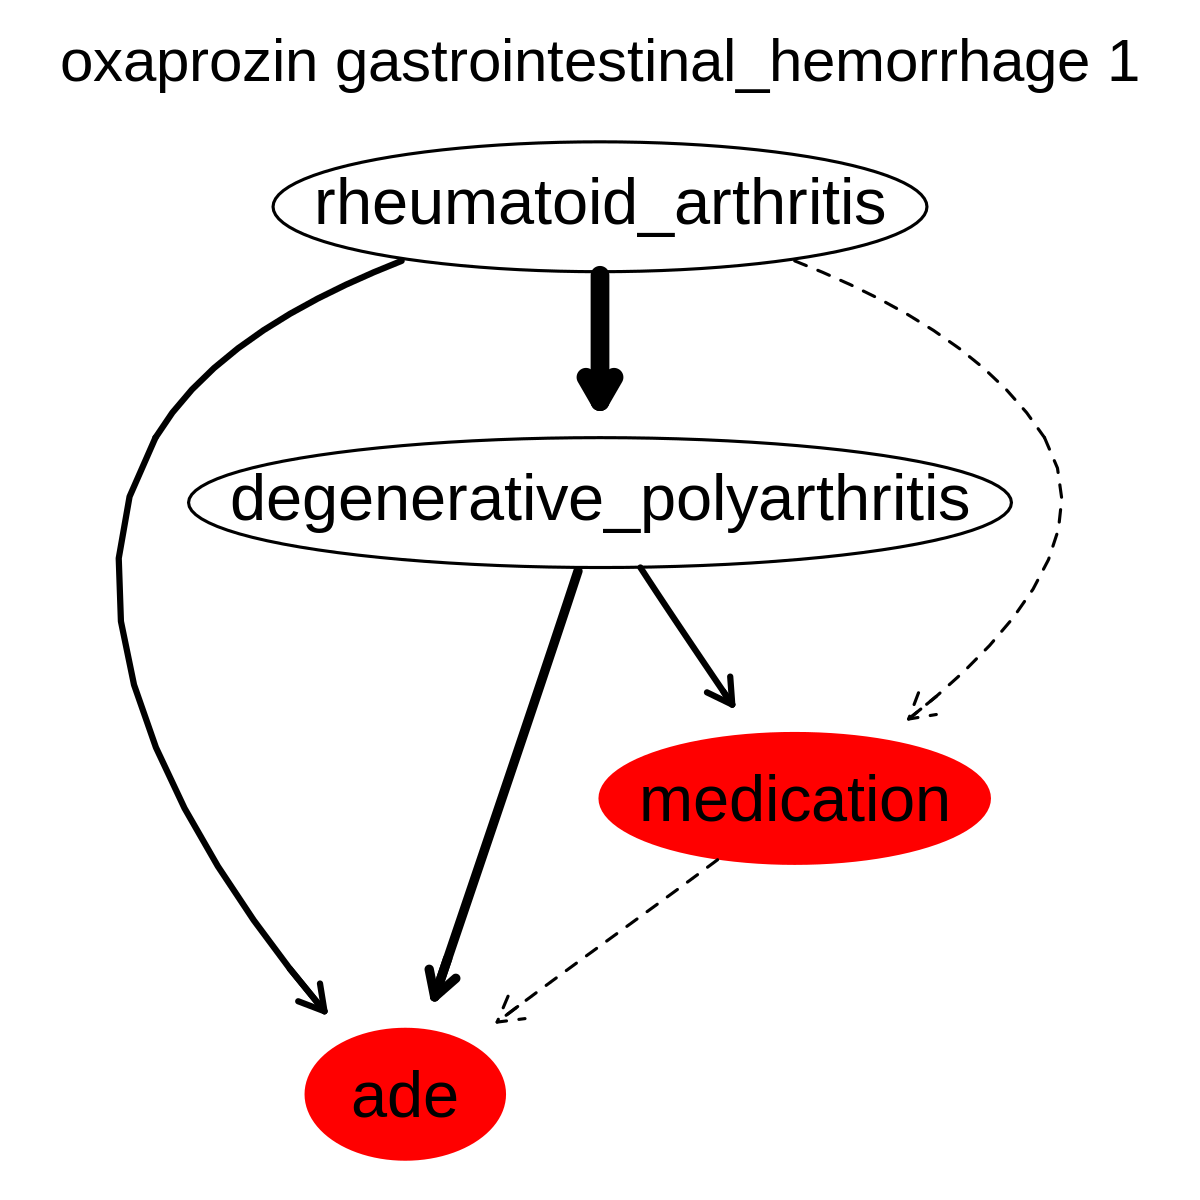 oxaprozin gastrointestinal_hemorrhage 1
rheumatoid_arthritis
degenerative_polyarthritis
medication
ade